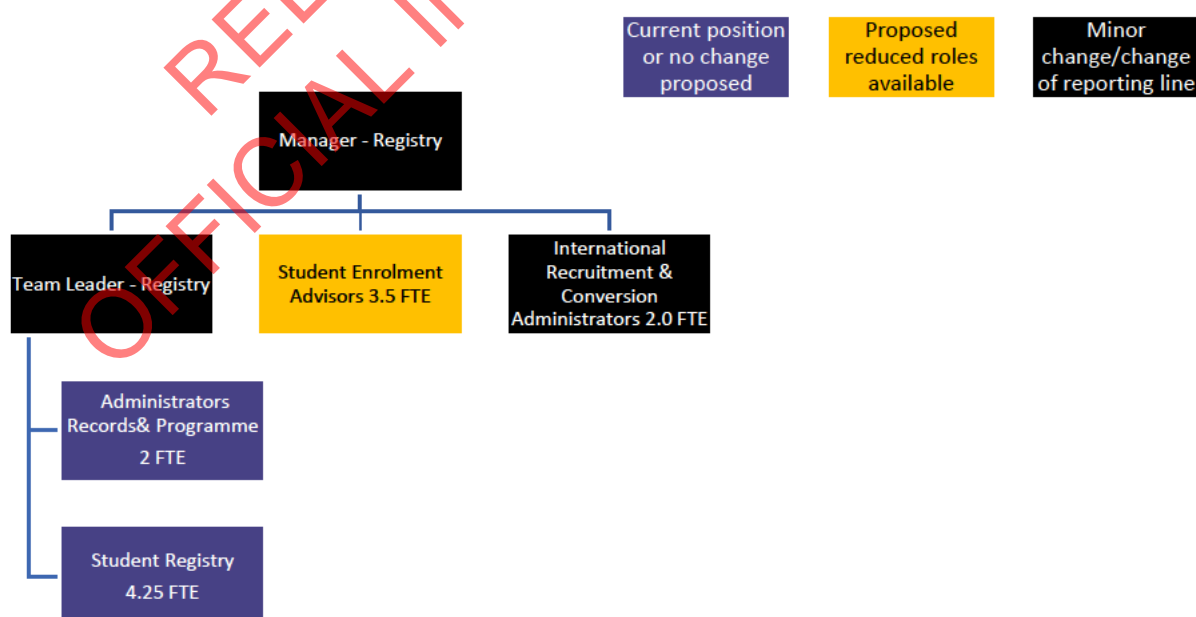 Current position
or no change
proposed
Proposed
reduced roles
available
Minor
change/change
of reporting line
Manager - Registry
Team Leader - Registry
Student Enrolment
Advisors 3.5 FTE
International
Recruitment &
Conversion
Administrators 2.0 FTE
Administrators
Records& Programme
2 FTE
Student Registry
4.25 FTE
OFFICIAL